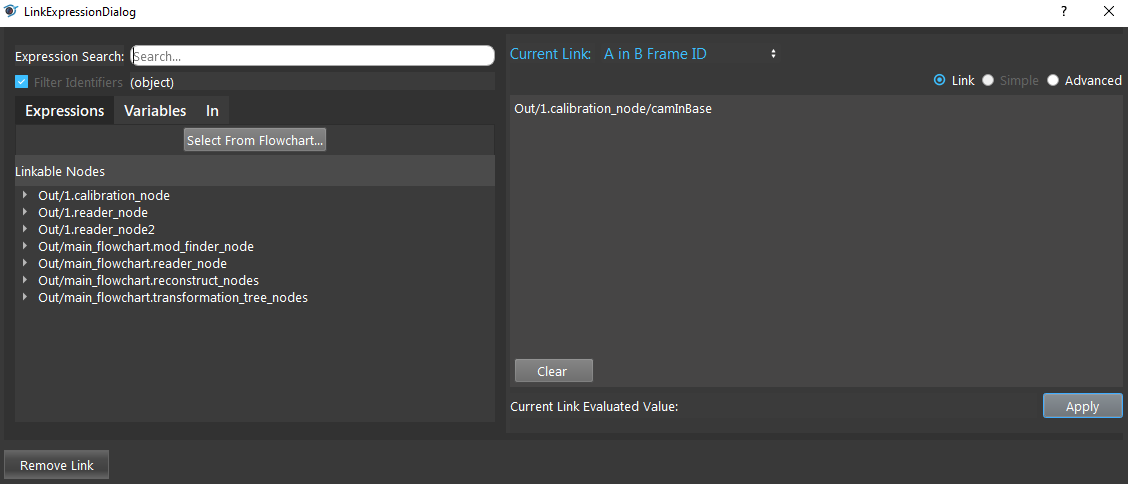 LinkExpressionDialog
?
Expression Search: Search...
Filter Identifiers (object)
Expressions Variables In
Select From Flowchart...
Linkable Nodes
Out/1.calibration_node
Out/1.reader_node
Out/1.reader_node2
Out/main_flowchart.mod_finder_node
Out/main_flowchart.reader_node
Out/main_flowchart.reconstruct_nodes
Out/main_flowchart.transformation_tree_nodes
Current Link: A in B Frame ID
Link Simple Advanced
Out/1.calibration_node/camInBase
Clear
Current Link Evaluated Value:
Apply
Remove Link